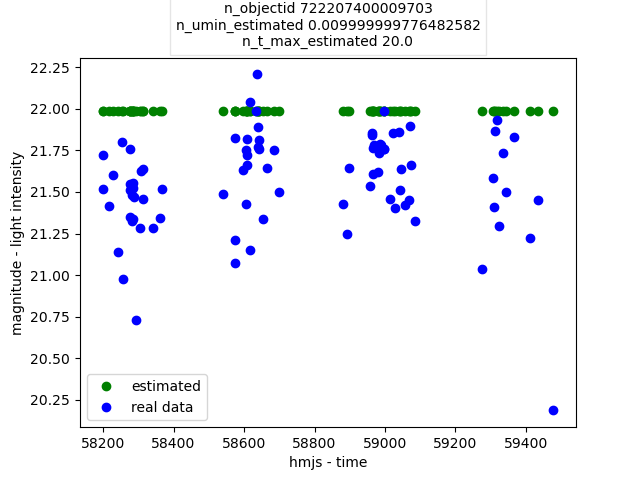 n_objectid 722207400009703
n_umin_estimated 0.009999999776482582
n_t_max_estimated 20.0
22.25
22.00
21.75
21.50
21.25
21.00
20.75
20.50
20.25
magnitude - light intensity
estimated
real data
58200 58400 58600 58800 59000 59200 59400
hmjs - time